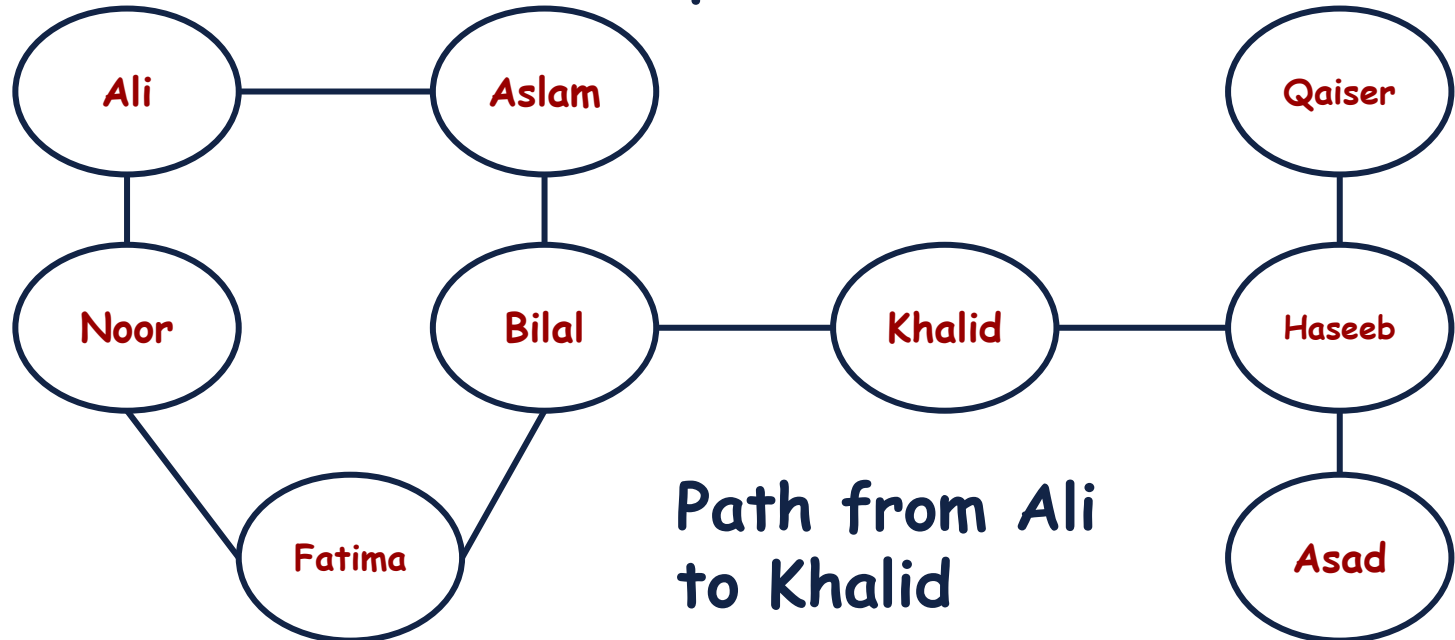 Ali
Aslam
Qaiser
Noor
Bilal
Khalid
Haseeb
Path from Ali
to Khalid
Fatima
Asad